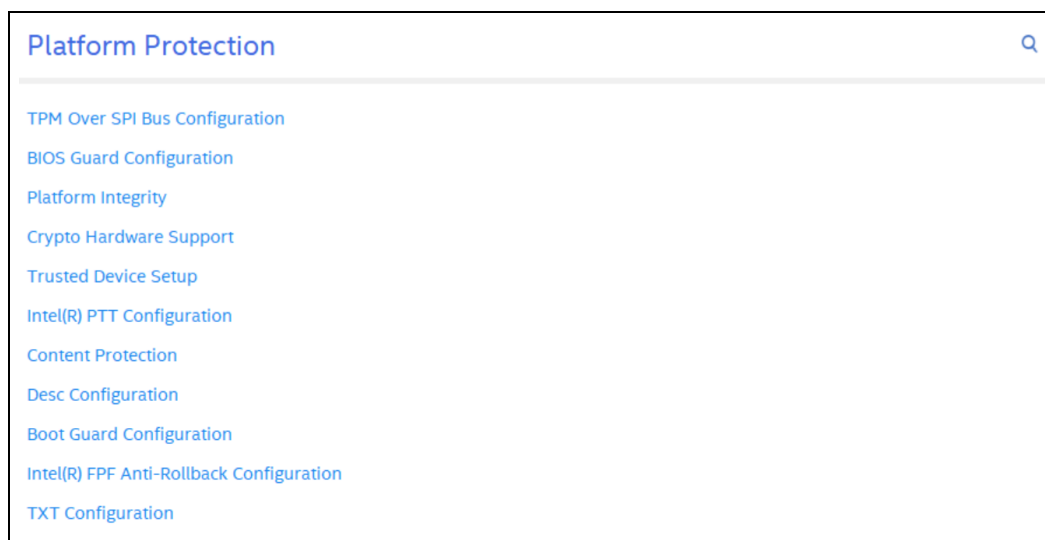 Platform Protection
TPM Over SPI Bus Configuration
BIOS Guard Configuration
Platform Integrity
Crypto Hardware Support
Trusted Device Setup
Intel(R) PTT Configuration
Content Protection
Desc Configuration
Boot Guard Configuration
Intel(R) FPF Anti-Rollback Configuration
TXT Configuration